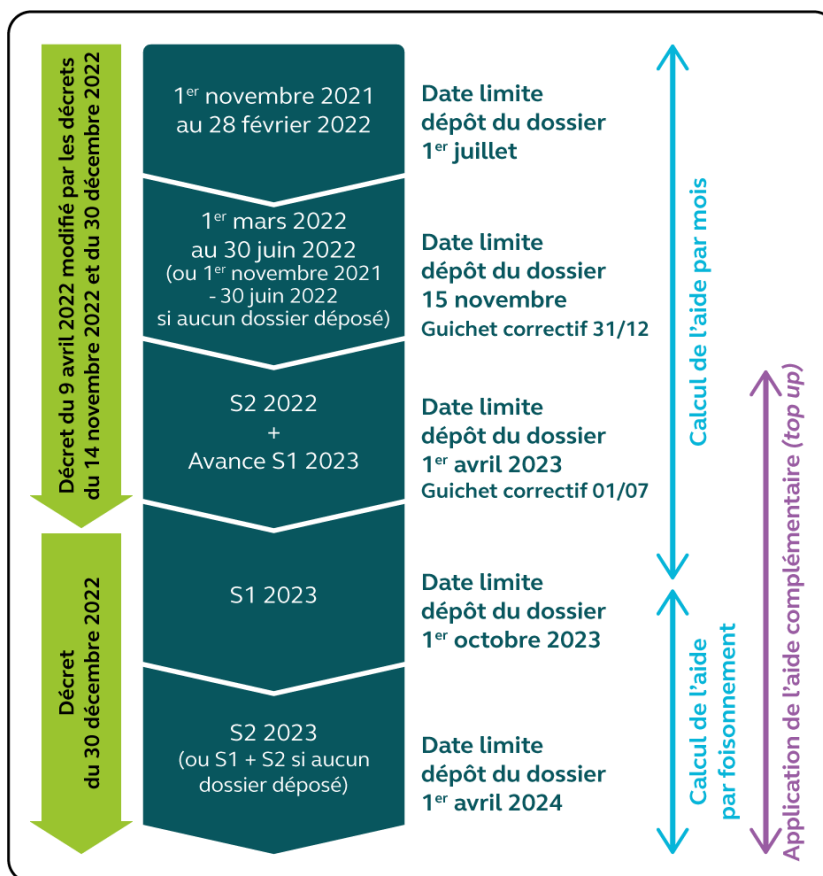 Décret du 9 avril 2022 modifié par les décrets
du 14 novembre 2022 et du 30 décembre 2022
1er novembre 2021
au 28 février 2022
Date limite
dépôt du dossier
1er juillet
1er mars 2022
au 30 juin 2022
(ou 1er novembre 2021
- 30 juin 2022
si aucun dossier déposé)
Date limite
dépôt du dossier
15 novembre
Guichet correctif 31/12
S2 2022
+
Avance S1 2023
Date limite
dépôt du dossier
1er avril 2023
Guichet correctif 01/07
Calcul de l'aide par mois
Décret
du 30 décembre 2022
S1 2023
Date limite
dépôt du dossier
1er octobre 2023
S2 2023
(ou S1 + S2 si aucun
dossier déposé)
Date limite
dépôt du dossier
1er avril 2024
Calcul de l'aide
par foisonnement
Application de l'aide complémentaire (top up)